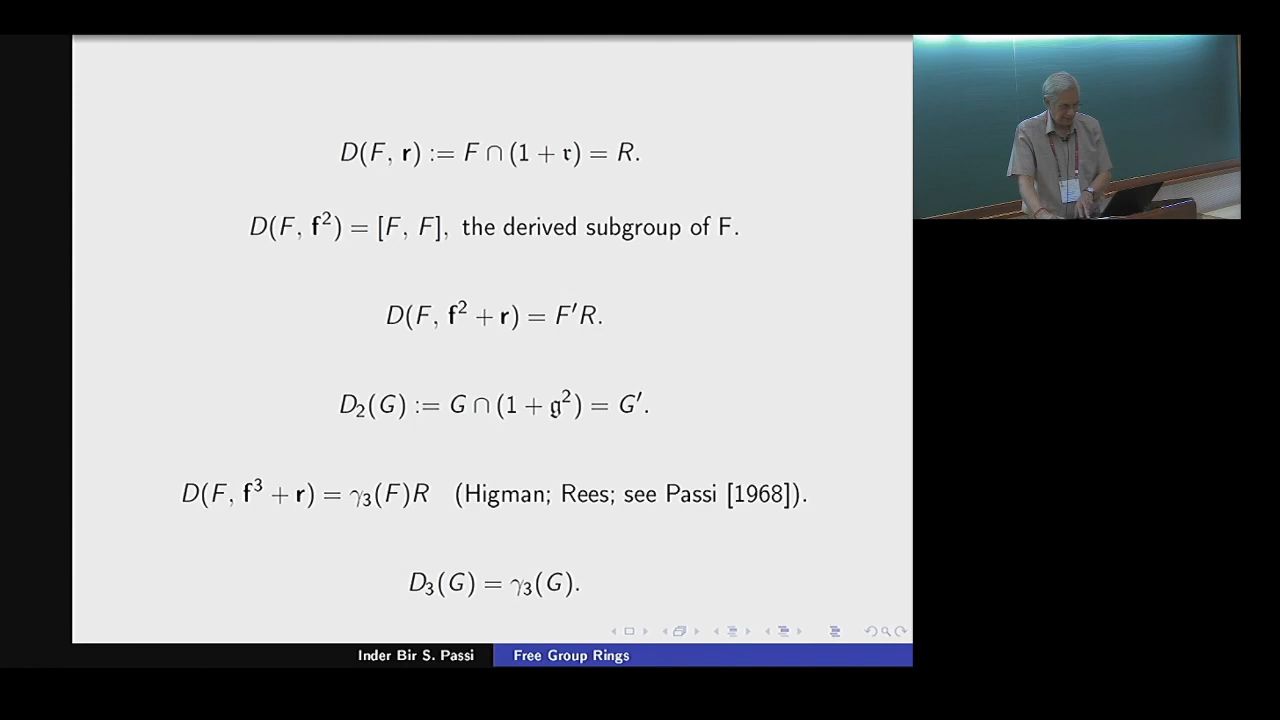 D(F, r) := F ∩ (1 + 𝔯) = R.
D(F, f²) = [F, F], the derived subgroup of F.
D(F, f² + r) = F′R.
D₂(G) := G ∩ (1 + 𝔤²) = G′.
D(F, f³ + r) = γ₃(F)R (Higman; Rees; see Passi [1968]).
D₃(G) = γ₃(G).
Inder Bir S. Passi Free Group Rings